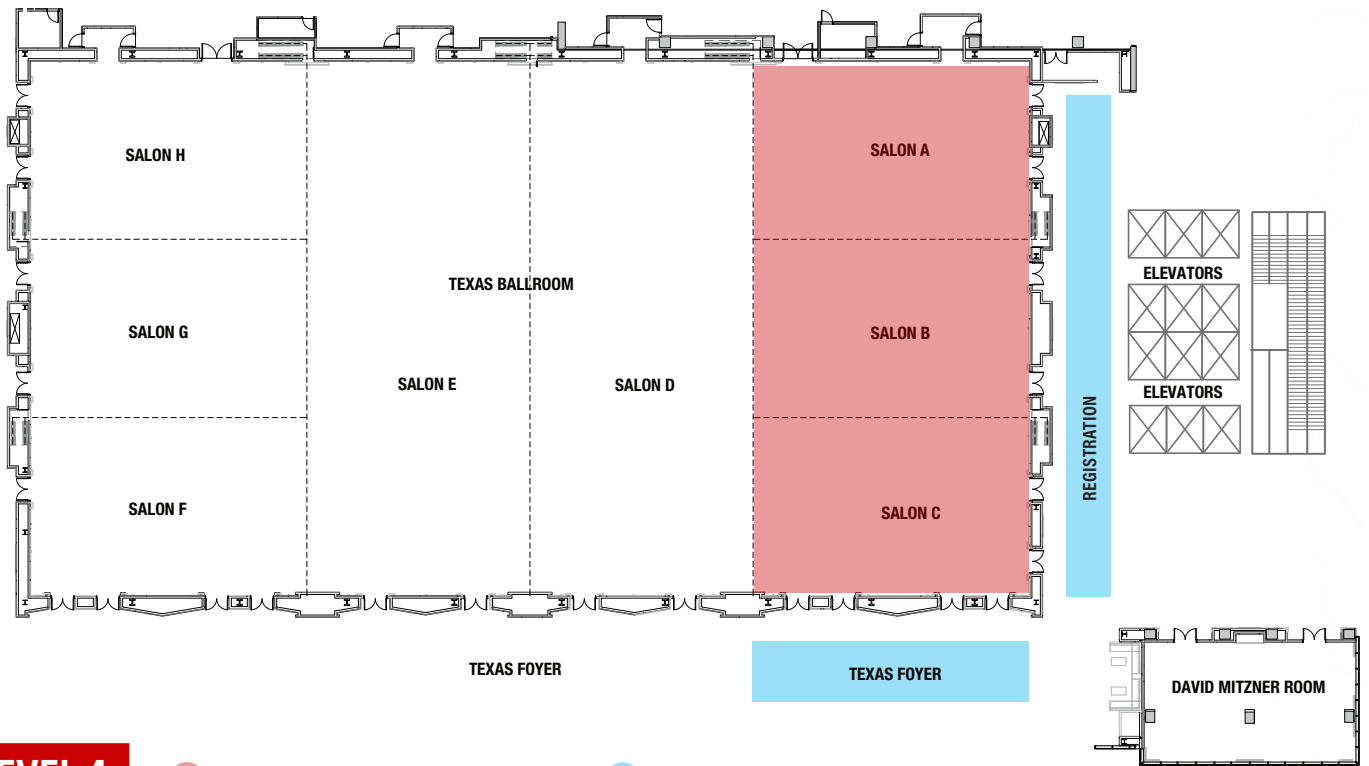 SALON H
SALON A
TEXAS BALLROOM
ELEVATORS
SALON G
SALON B
SALON E
SALON D
ELEVATORS
REGISTRATION
SALON F
SALON C
TEXAS FOYER
TEXAS FOYER
DAVID MITZNER ROOM